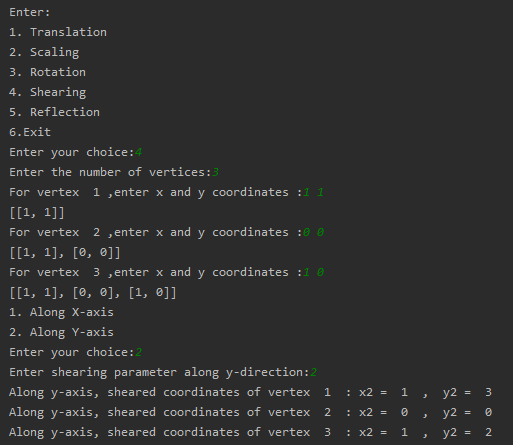 Enter:
1. Translation
2. Scaling
3. Rotation
4. Shearing
5. Reflection
6.Exit
Enter your choice:4
Enter the number of vertices:3
For vertex  1 ,enter x and y coordinates :1 1
[[1, 1]]
For vertex  2 ,enter x and y coordinates :0 0
[[1, 1], [0, 0]]
For vertex  3 ,enter x and y coordinates :1 0
[[1, 1], [0, 0], [1, 0]]
1. Along X-axis
2. Along Y-axis
Enter your choice:2
Enter shearing parameter along y-direction:2
Along y-axis, sheared coordinates of vertex  1  : x2 =  1  ,  y2 =  3
Along y-axis, sheared coordinates of vertex  2  : x2 =  0  ,  y2 =  0
Along y-axis, sheared coordinates of vertex  3  : x2 =  1  ,  y2 =  2